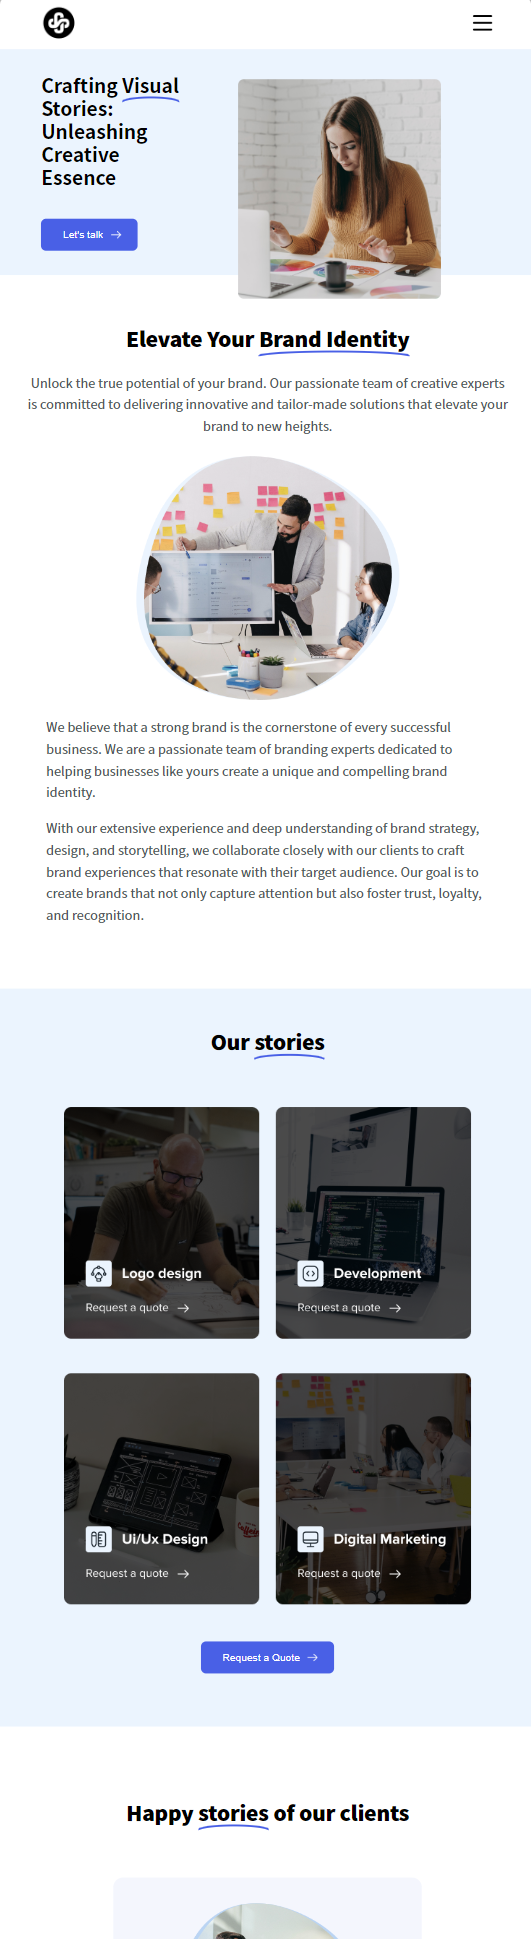 Crafting Visual
Stories:
Unleashing
Creative
Essence
Let's talk →
Elevate Your Brand Identity
Unlock the true potential of your brand. Our passionate team of creative experts
is committed to delivering innovative and tailor-made solutions that elevate your
brand to new heights.
We believe that a strong brand is the cornerstone of every successful
business. We are a passionate team of branding experts dedicated to
helping businesses like yours create a unique and compelling brand
identity.
With our extensive experience and deep understanding of brand strategy,
design, and storytelling, we collaborate closely with our clients to craft
brand experiences that resonate with their target audience. Our goal is to
create brands that not only capture attention but also foster trust, loyalty,
and recognition.
Our stories
Logo design
Request a quote →
Development
Request a quote →
Ui/Ux Design
Request a quote →
Digital Marketing
Request a quote →
Request a Quote →
Happy stories of our clients